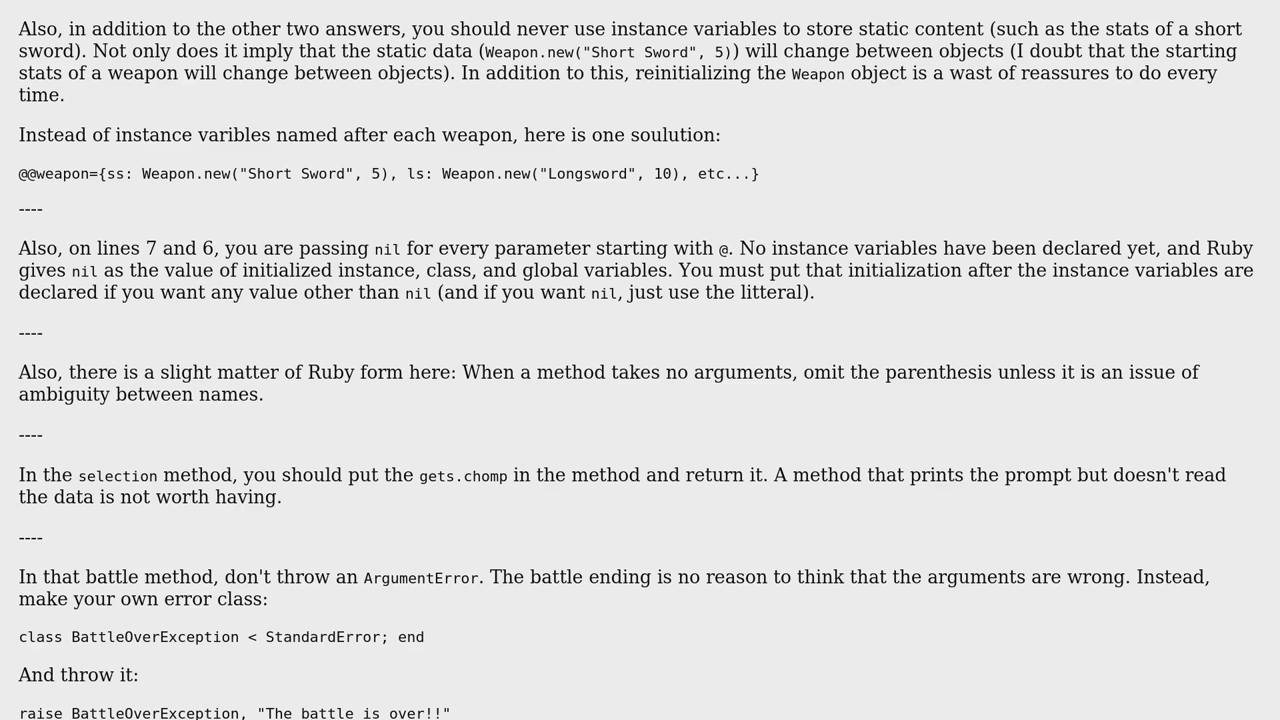 Also, in addition to the other two answers, you should never use instance variables to store static content (such as the stats of a short
sword). Not only does it imply that the static data (Weapon.new("Short Sword", 5)) will change between objects (I doubt that the starting
stats of a weapon will change between objects). In addition to this, reinitializing the Weapon object is a wast of reassures to do every
time.
Instead of instance varibles named after each weapon, here is one soulution:
@@weapon={ss: Weapon.new("Short Sword", 5), ls: Weapon.new("Longsword", 10), etc...}
----
Also, on lines 7 and 6, you are passing nil for every parameter starting with @. No instance variables have been declared yet, and Ruby
gives nil as the value of initialized instance, class, and global variables. You must put that initialization after the instance variables are
declared if you want any value other than nil (and if you want nil, just use the litteral).
----
Also, there is a slight matter of Ruby form here: When a method takes no arguments, omit the parenthesis unless it is an issue of
ambiguity between names.
----
In the selection method, you should put the gets.chomp in the method and return it. A method that prints the prompt but doesn't read
the data is not worth having.
----
In that battle method, don't throw an ArgumentError. The battle ending is no reason to think that the arguments are wrong. Instead,
make your own error class:
class BattleOverException < StandardError; end
And throw it:
raise BattleOverException, "The battle is over!!"